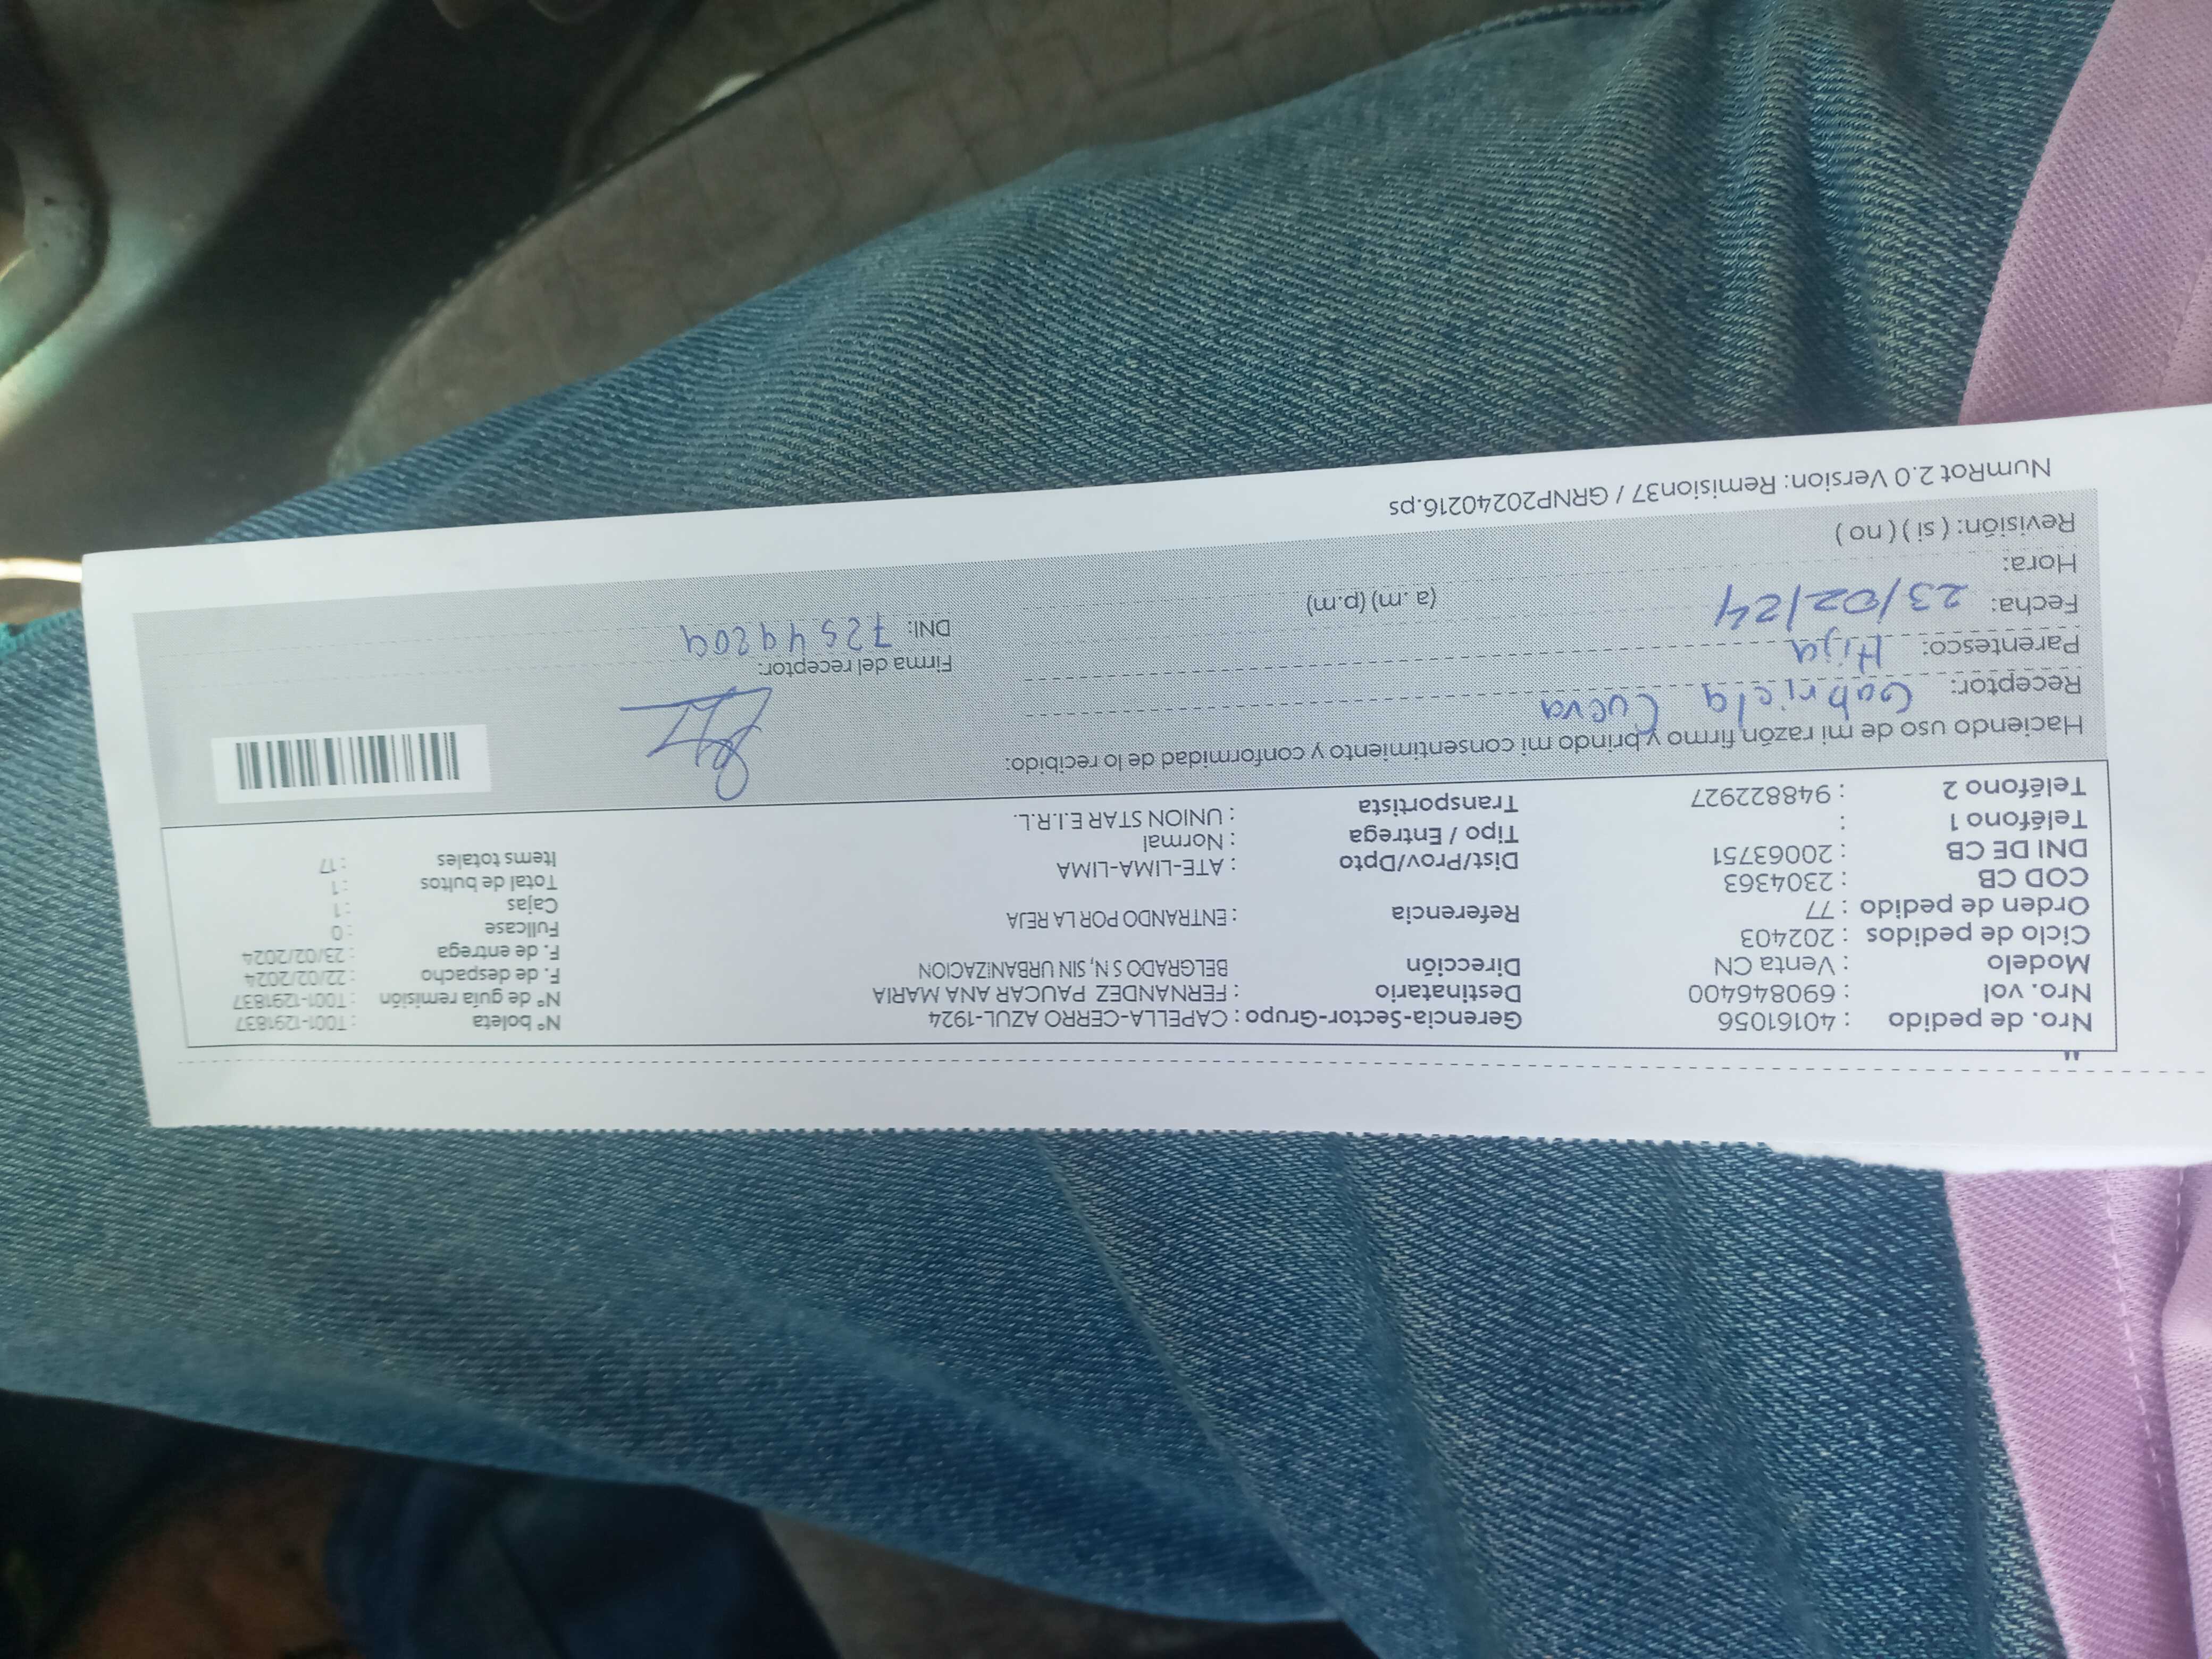 Nro. de pedido : 40161056 Gerencia-Sector-Grupo : CAPELLA-CERRO AZUL-1924 Nº boleta : T001-1291837
Nro. vol : 690846400 Destinatario : FERNANDEZ PAUCAR ANA MARIA Nº de guía remisión : T001-1291837
Modelo : Venta CN Dirección BELGRADO S N, SIN URBANIZACION F. de despacho : 22/02/2024
Ciclo de pedidos : 202403 F. de entrega : 23/02/2024
Orden de pedido : 77 Referencia : ENTRANDO POR LA REJA Fullcase : 0
COD CB : 2304363 Cajas : 1
DNI DE CB : 20063751 Dist/Prov/Dpto : ATE-LIMA-LIMA Total de bultos : 1
Teléfono 1 : Tipo / Entrega : Normal Items totales : 17
Teléfono 2 : 948822927 Transportista : UNION STAR E.I.R.L.
Haciendo uso de mi razón firmo y brindo mi consentimiento y conformidad de lo recibido:
Receptor: Gabriela Cueva
Parentesco: Hija Firma del receptor:
Fecha: 23/02/24 DNI: 72549209
Hora: (a.m) (p.m)
Revisión: ( si ) ( no )
NumRot 2.0 Version: Remision37 / GRNP20240216.ps